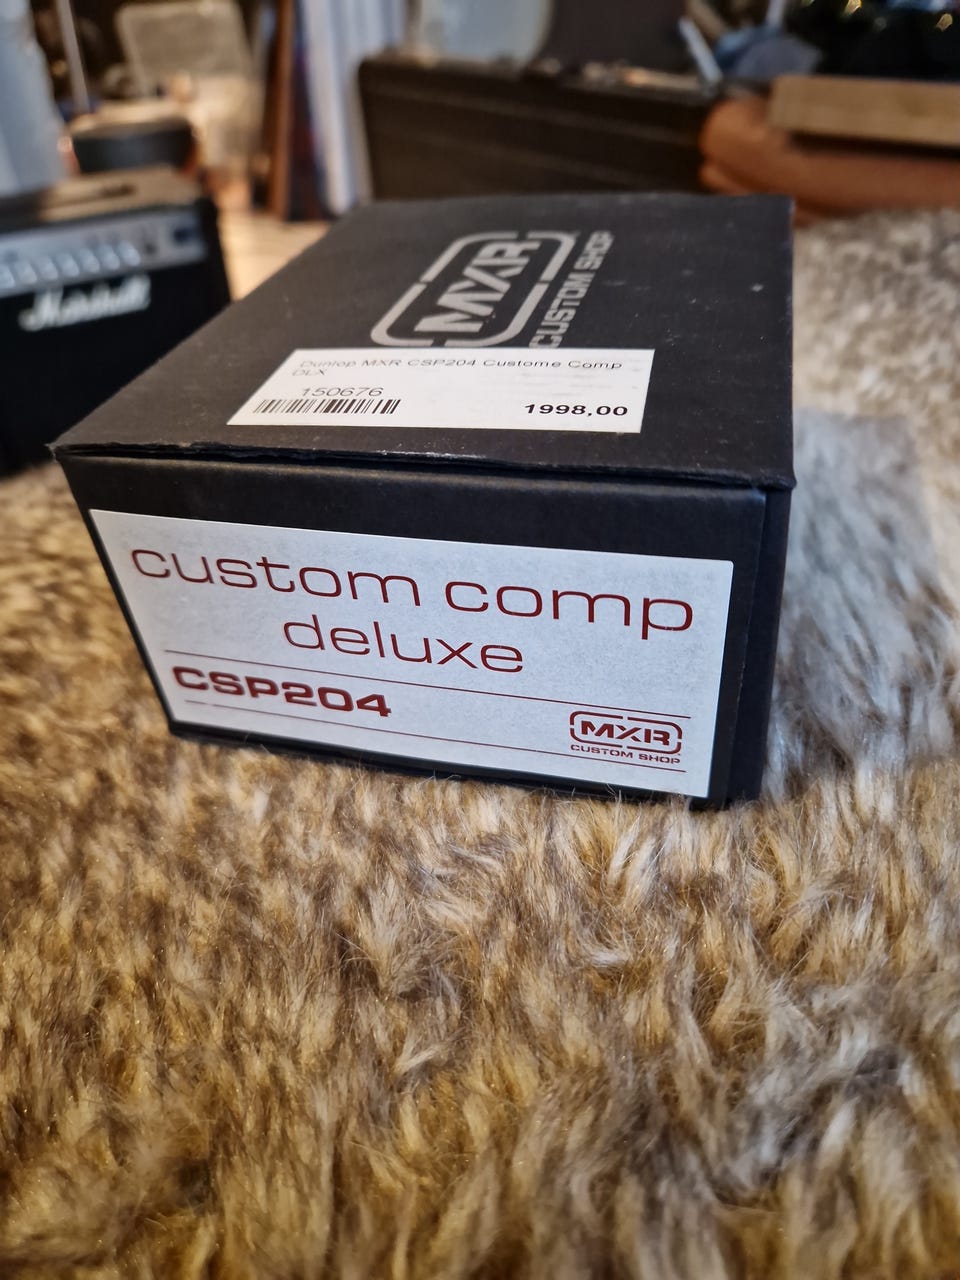 MXR
CUSTOM SHOP
Dunlop MXR CSP204 Custome Comp
DLX
150676
1998,00
custom comp
deluxe
CSP204
MXR
CUSTOM SHOP
Marshall